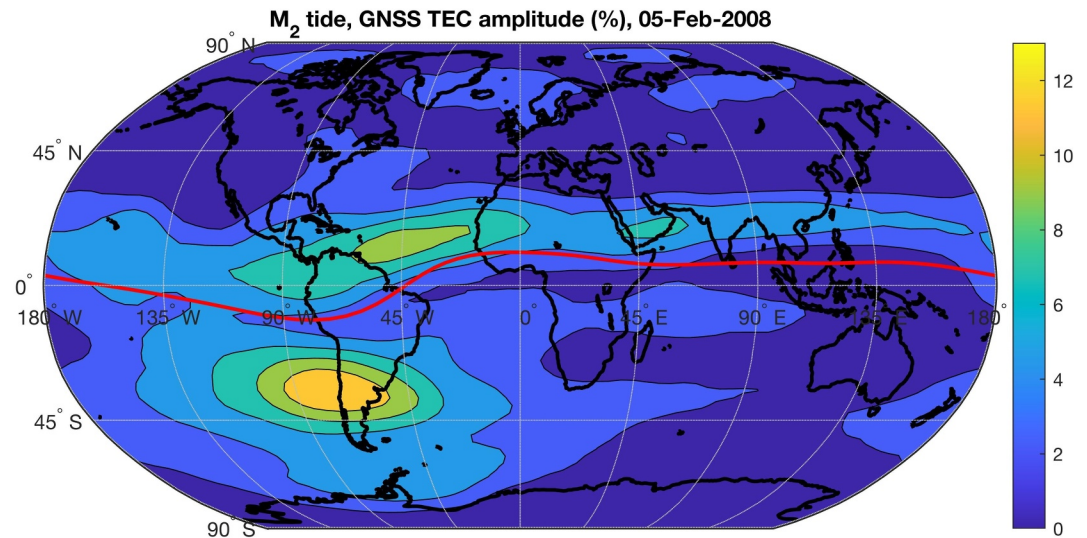 M2 tide, GNSS TEC amplitude (%), 05-Feb-2008
90° N
45° N
0°
180° W 135° W 90° W 45° W 0° 45° E 90° E 135° E 180°
45° S
90° S
12
10
8
6
4
2
0